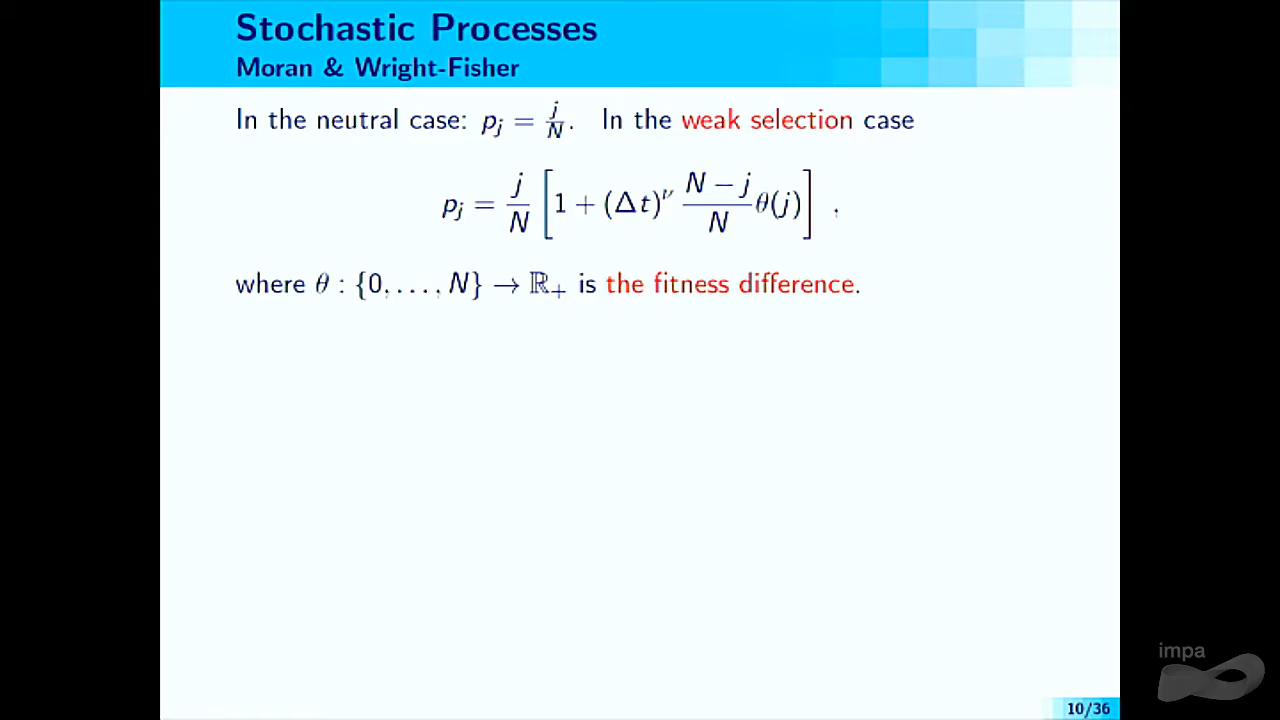 Stochastic Processes
Moran & Wright-Fisher
In the neutral case: p_j = j/N. In the weak selection case
p_j = j/N [1 + (Δt)^ν (N − j)/N θ(j)] ,
where θ : {0, . . . , N} → ℝ₊ is the fitness difference.
impa
10/36